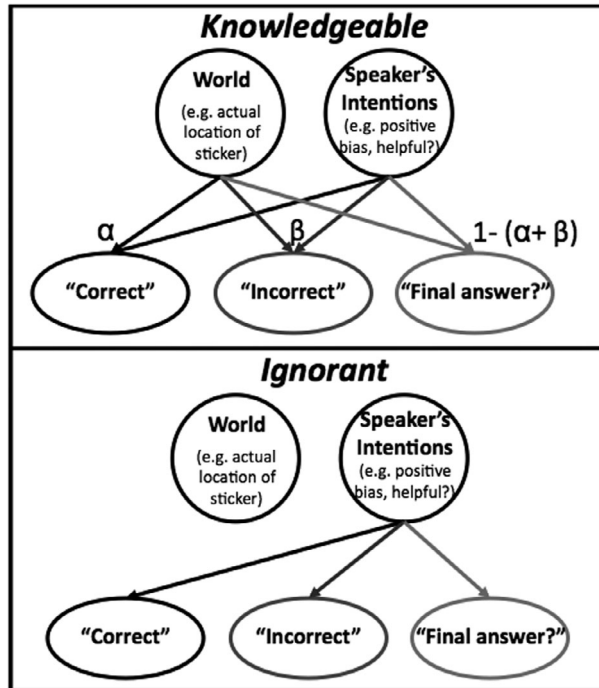 Knowledgeable
World
(e.g. actual
location of
sticker)
Speaker's
Intentions
(e.g. positive
bias, helpful?)
α
β
1- (α+ β)
“Correct”
“Incorrect”
“Final answer?”
Ignorant
World
(e.g. actual
location of
sticker)
Speaker's
Intentions
(e.g. positive
bias, helpful?)
“Correct”
“Incorrect”
“Final answer?”